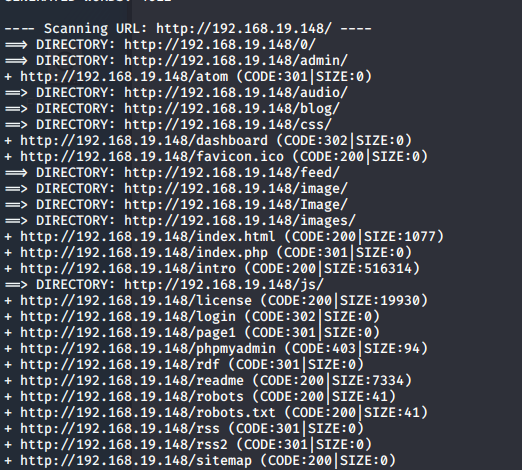 ---- Scanning URL: http://192.168.19.148/ ----
==> DIRECTORY: http://192.168.19.148/0/
==> DIRECTORY: http://192.168.19.148/admin/
+ http://192.168.19.148/atom (CODE:301|SIZE:0)
==> DIRECTORY: http://192.168.19.148/audio/
==> DIRECTORY: http://192.168.19.148/blog/
==> DIRECTORY: http://192.168.19.148/css/
+ http://192.168.19.148/dashboard (CODE:302|SIZE:0)
+ http://192.168.19.148/favicon.ico (CODE:200|SIZE:0)
==> DIRECTORY: http://192.168.19.148/feed/
==> DIRECTORY: http://192.168.19.148/image/
==> DIRECTORY: http://192.168.19.148/Image/
==> DIRECTORY: http://192.168.19.148/images/
+ http://192.168.19.148/index.html (CODE:200|SIZE:1077)
+ http://192.168.19.148/index.php (CODE:301|SIZE:0)
+ http://192.168.19.148/intro (CODE:200|SIZE:516314)
==> DIRECTORY: http://192.168.19.148/js/
+ http://192.168.19.148/license (CODE:200|SIZE:19930)
+ http://192.168.19.148/login (CODE:302|SIZE:0)
+ http://192.168.19.148/page1 (CODE:301|SIZE:0)
+ http://192.168.19.148/phpmyadmin (CODE:403|SIZE:94)
+ http://192.168.19.148/rdf (CODE:301|SIZE:0)
+ http://192.168.19.148/readme (CODE:200|SIZE:7334)
+ http://192.168.19.148/robots (CODE:200|SIZE:41)
+ http://192.168.19.148/robots.txt (CODE:200|SIZE:41)
+ http://192.168.19.148/rss (CODE:301|SIZE:0)
+ http://192.168.19.148/rss2 (CODE:301|SIZE:0)
+ http://192.168.19.148/sitemap (CODE:200|SIZE:0)